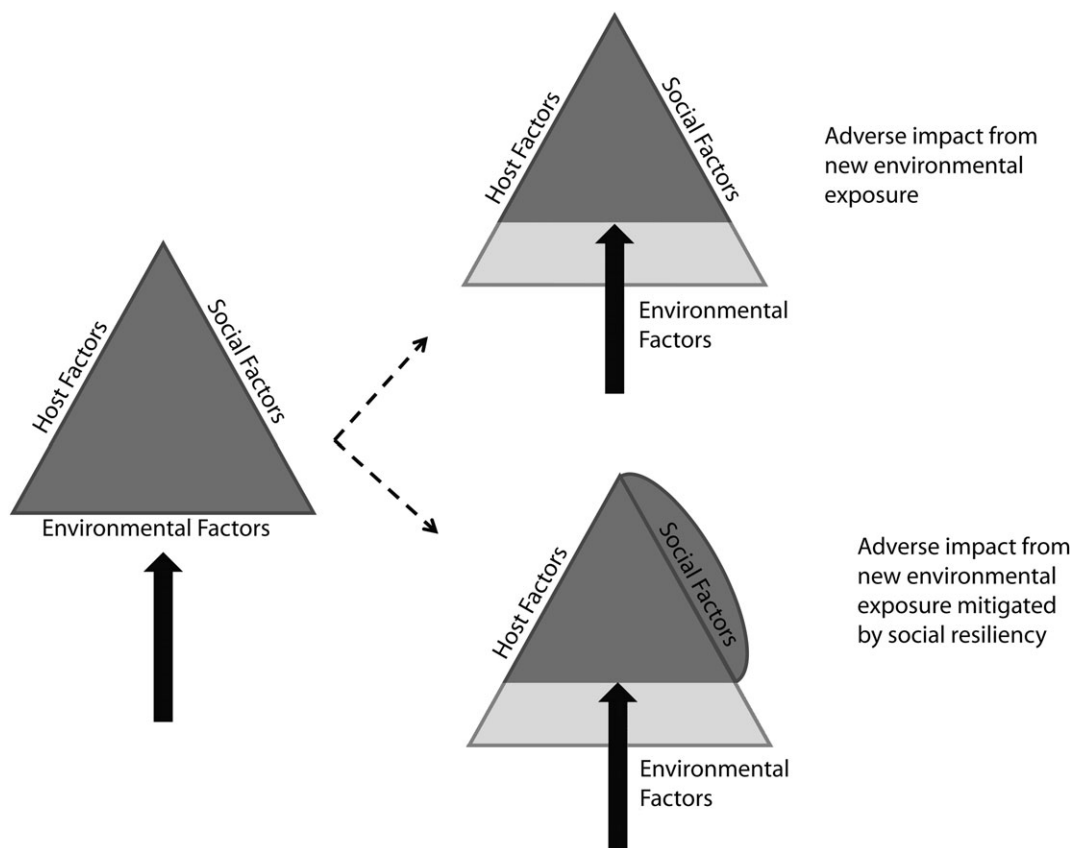 Host Factors
Social Factors
Environmental Factors
Host Factors
Social Factors
Environmental
Factors
Adverse impact from
new environmental
exposure
Host Factors
Social Factors
Environmental
Factors
Adverse impact from
new environmental
exposure mitigated
by social resiliency